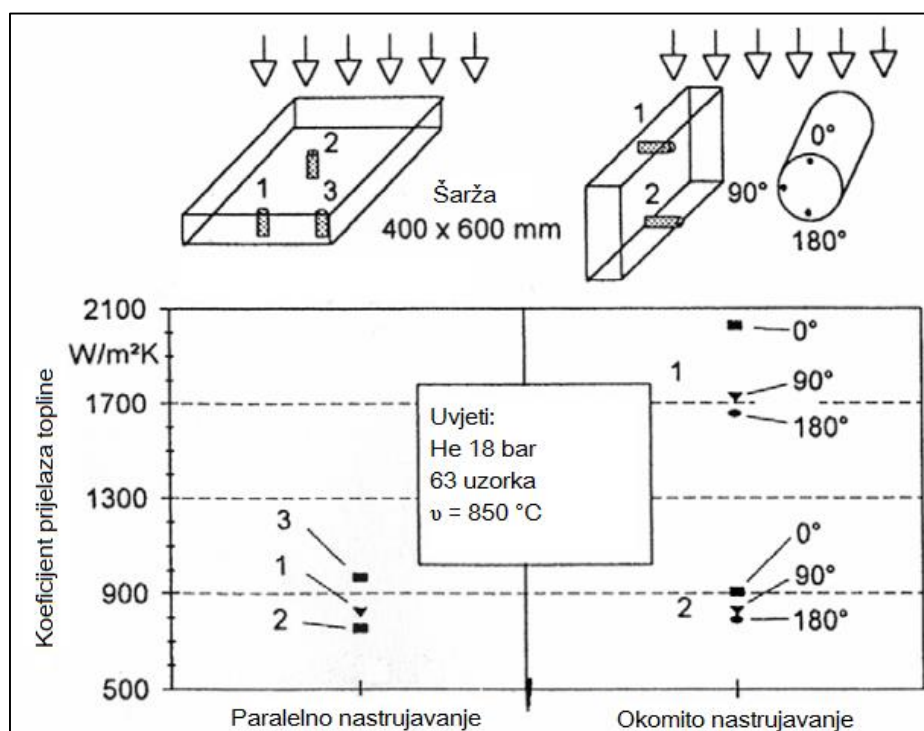 1
2
3
Šarža
400 x 600 mm
1
2
0°
90°
180°
2100
W/m²K
1700
1300
900
500
Koeficijent prijelaza topline
3
1
2
Uvjeti:
He 18 bar
63 uzorka
υ = 850 °C
1
0°
90°
180°
2
0°
90°
180°
Paralelno nastrujavanje
Okomito nastrujavanje